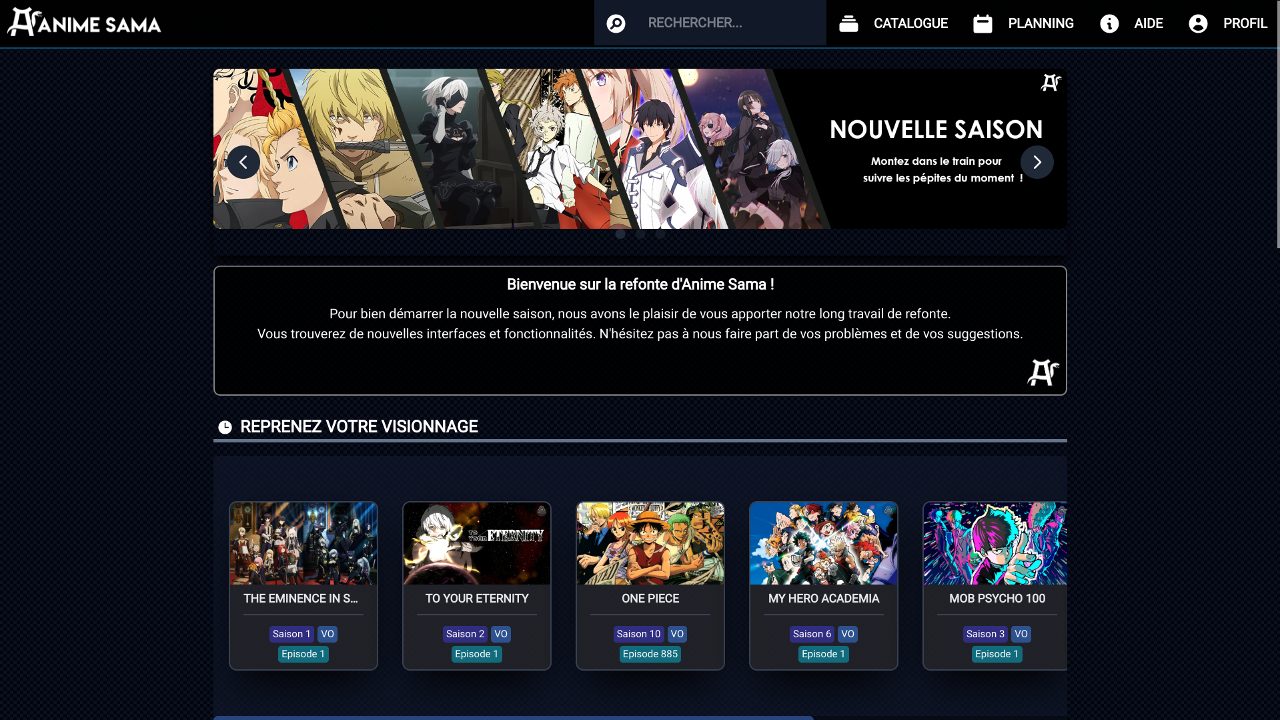 ANIME SAMA
RECHERCHER...
CATALOGUE
PLANNING
AIDE
PROFIL
NOUVELLE SAISON
Montez dans le train pour
suivre les pépites du moment !
Bienvenue sur la refonte d'Anime Sama !
Pour bien démarrer la nouvelle saison, nous avons le plaisir de vous apporter notre long travail de refonte.
Vous trouverez de nouvelles interfaces et fonctionnalités. N'hésitez pas à nous faire part de vos problèmes et de vos suggestions.
REPRENEZ VOTRE VISIONNAGE
THE EMINENCE IN S...
Saison 1 VO
Episode 1
TO YOUR ETERNITY
TO YOUR ETERNITY
Saison 2 VO
Episode 1
ONE PIECE
Saison 10 VO
Episode 885
MY HERO ACADEMIA
Saison 6 VO
Episode 1
MOB PSYCHO 100
Saison 3 VO
Episode 1